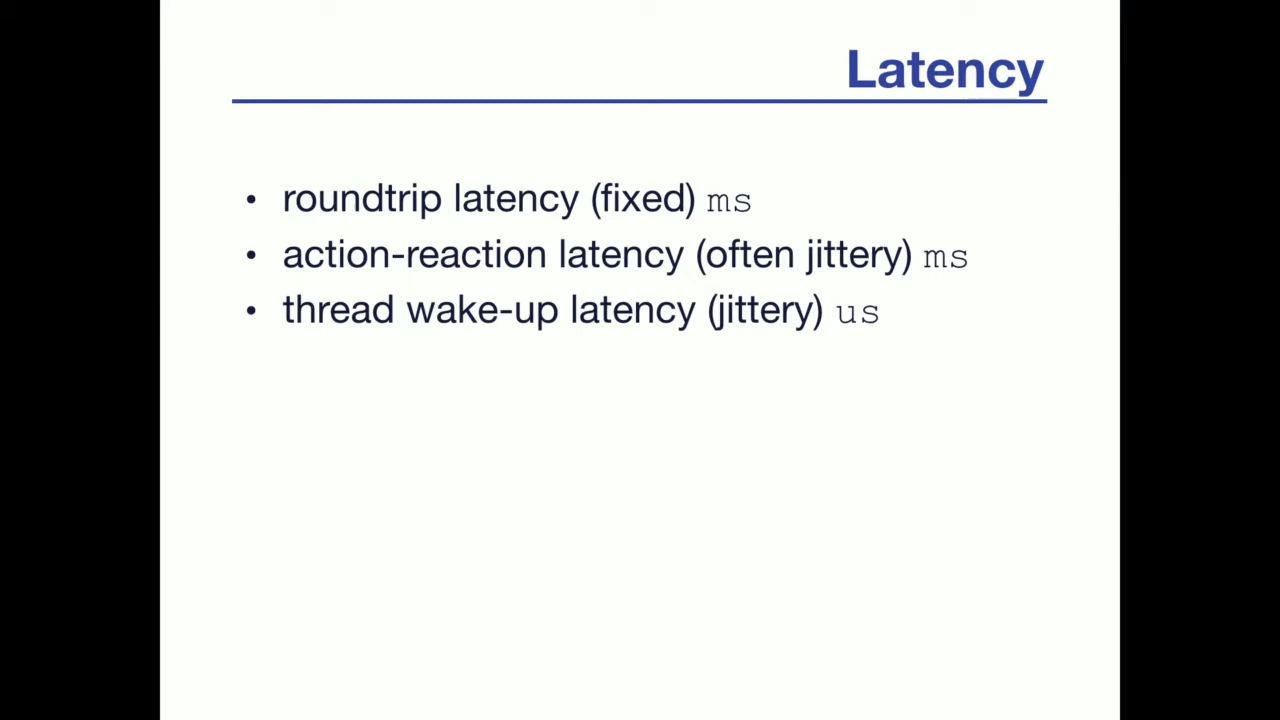 Latency
• roundtrip latency (fixed) ms
• action-reaction latency (often jittery) ms
• thread wake-up latency (jittery) us